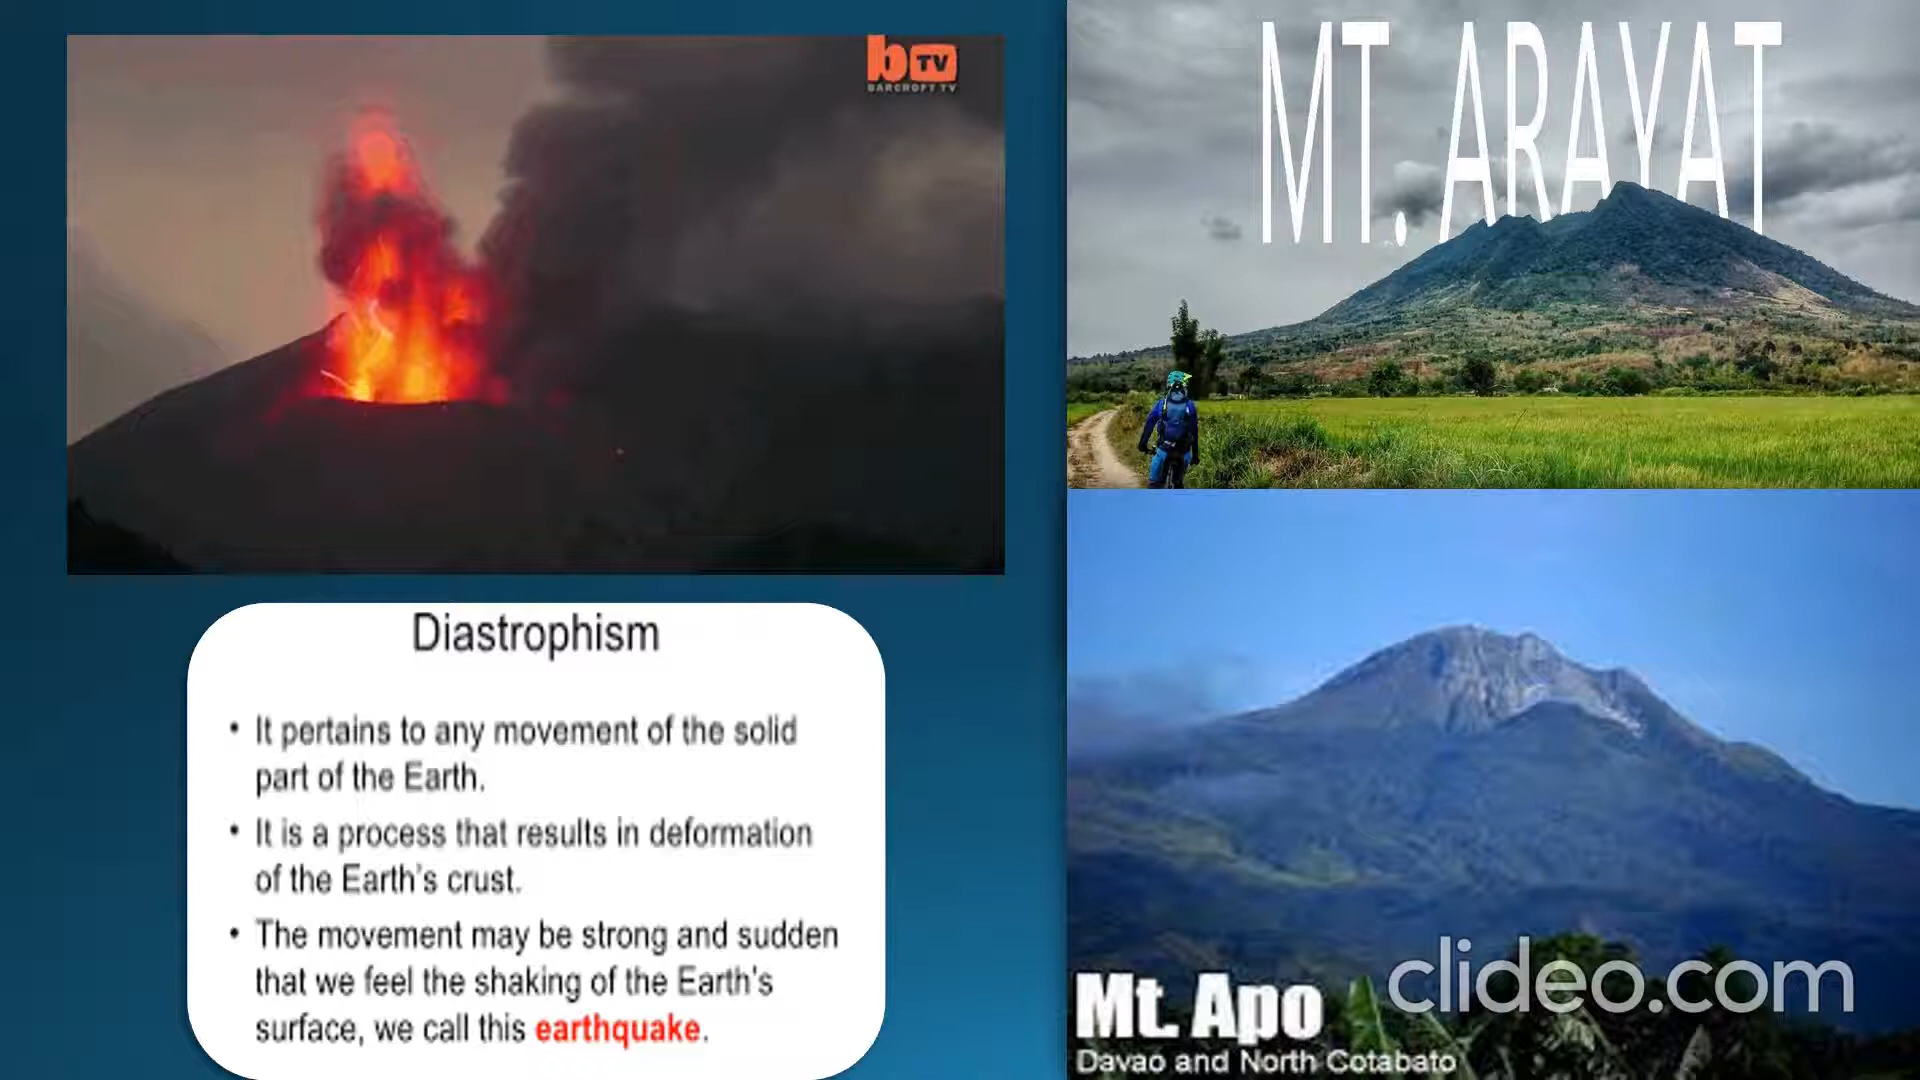 b TV
BARCROFT TV
Diastrophism
• It pertains to any movement of the solid
part of the Earth.
• It is a process that results in deformation
of the Earth's crust.
• The movement may be strong and sudden
that we feel the shaking of the Earth's
surface, we call this earthquake.
MT. ARAYAT
Mt. Apo
Davao and North Cotabato
clideo.com